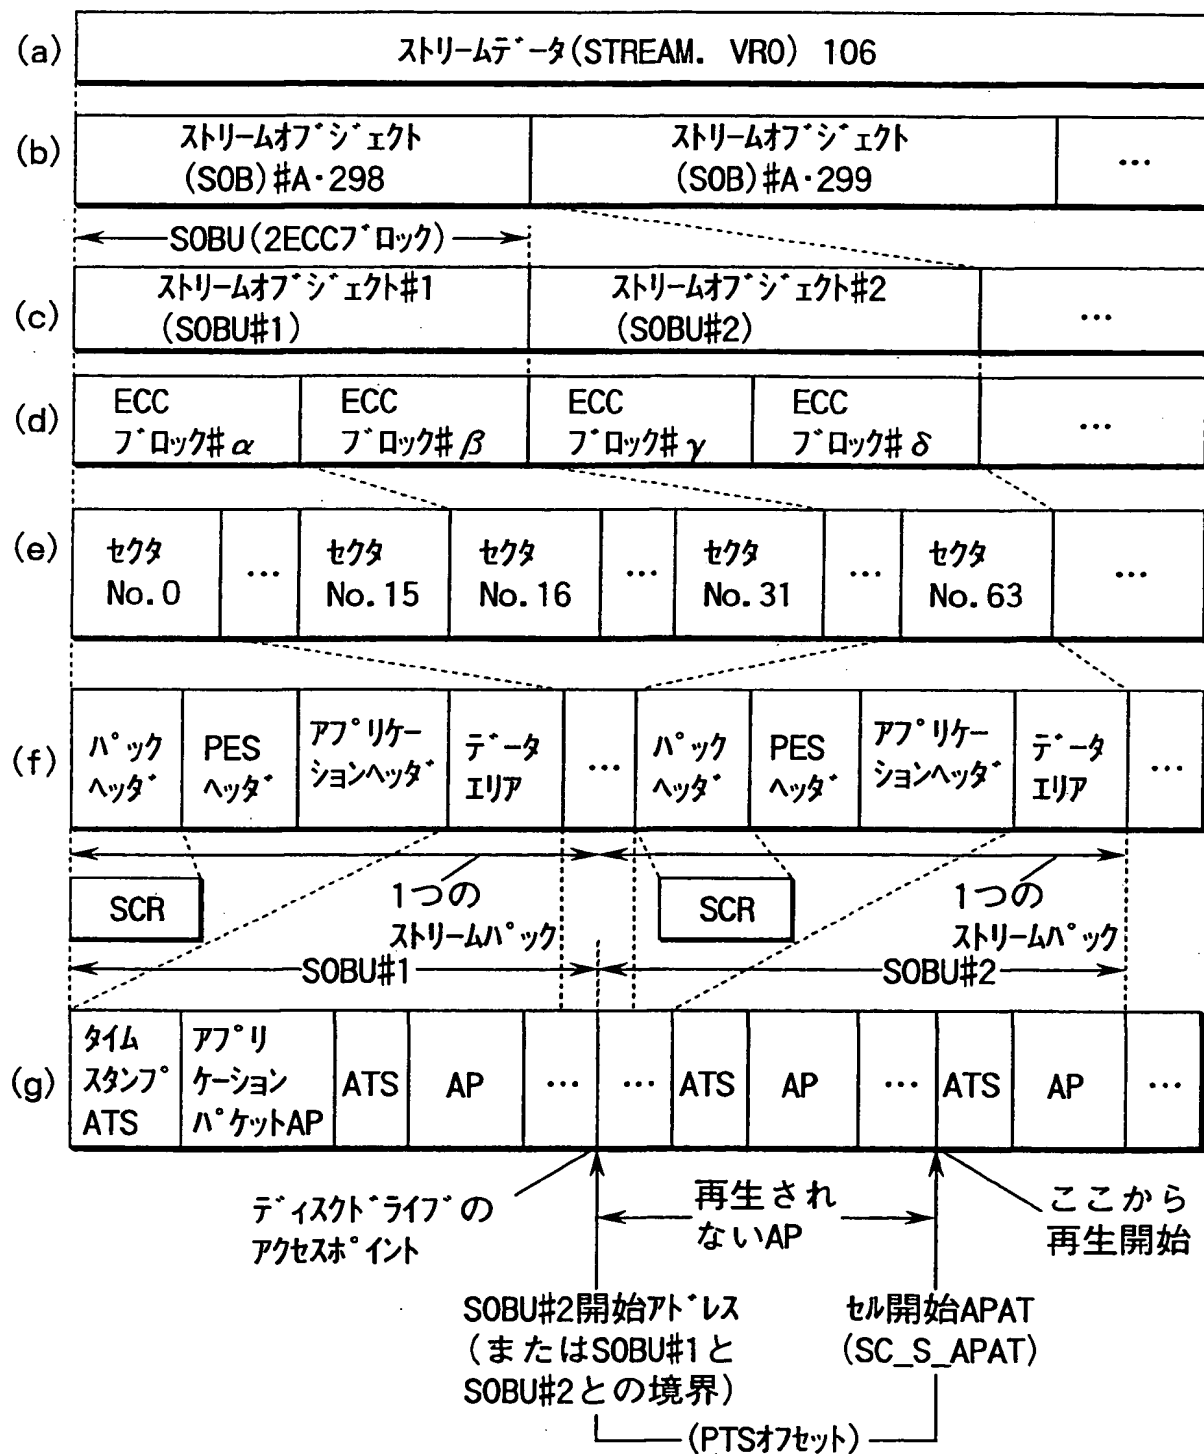 (a)
ストリームデータ(STREAM. VRO) 106
(b)
ストリームオブジェクト
(SOB)#A·298
ストリームオブジェクト
(SOB)#A·299
...
SOBU(2ECCブロック)
(c)
ストリームオブジェクト#1
(SOBU#1)
ストリームオブジェクト#2
(SOBU#2)
...
(d)
ECC
ブロック#α
ECC
ブロック#β
ECC
ブロック#γ
ECC
ブロック#δ
...
(e)
セクタ
No.0
...
セクタ
No.15
セクタ
No.16
...
セクタ
No.31
...
セクタ
No.63
...
(f)
パック
ヘッダ
PES
ヘッダ
アプリケー
ションヘッダ
データ
エリア
...
パック
ヘッダ
PES
ヘッダ
アプリケー
ションヘッダ
データ
エリア
...
SCR
1つの
ストリームパック
SCR
1つの
ストリームパック
SOBU#1
SOBU#2
(g)
タイム
スタンプ
ATS
アプリ
ケーション
パケットAP
ATS
AP
...
...
ATS
AP
...
ATS
AP
...
ディスクドライブの
アクセスポイント
再生され
ないAP
ここから
再生開始
SOBU#2開始アドレス
(またはSOBU#1と
SOBU#2との境界)
セル開始APAT
(SC_S_APAT)
(PTSオフセット)